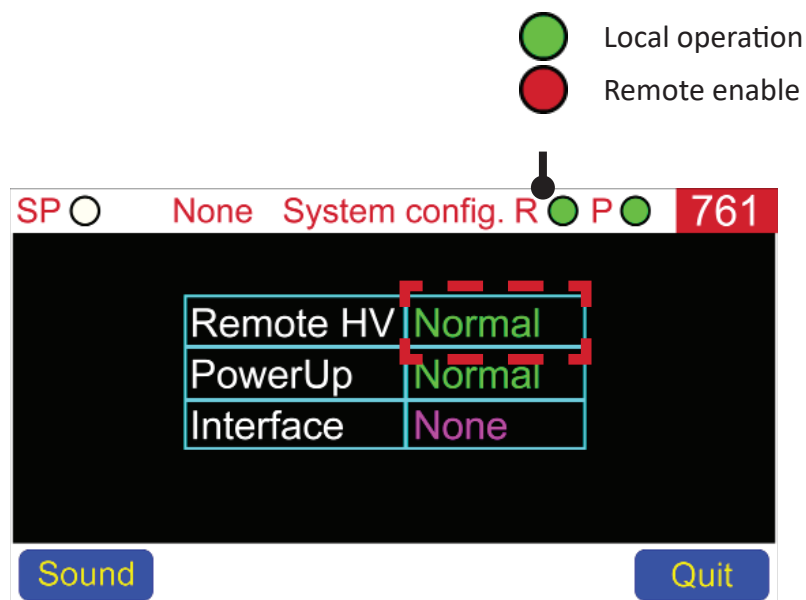 Local operation
Remote enable
SP None System config. R P 761
Remote HV Normal
PowerUp Normal
Interface None
Sound Quit